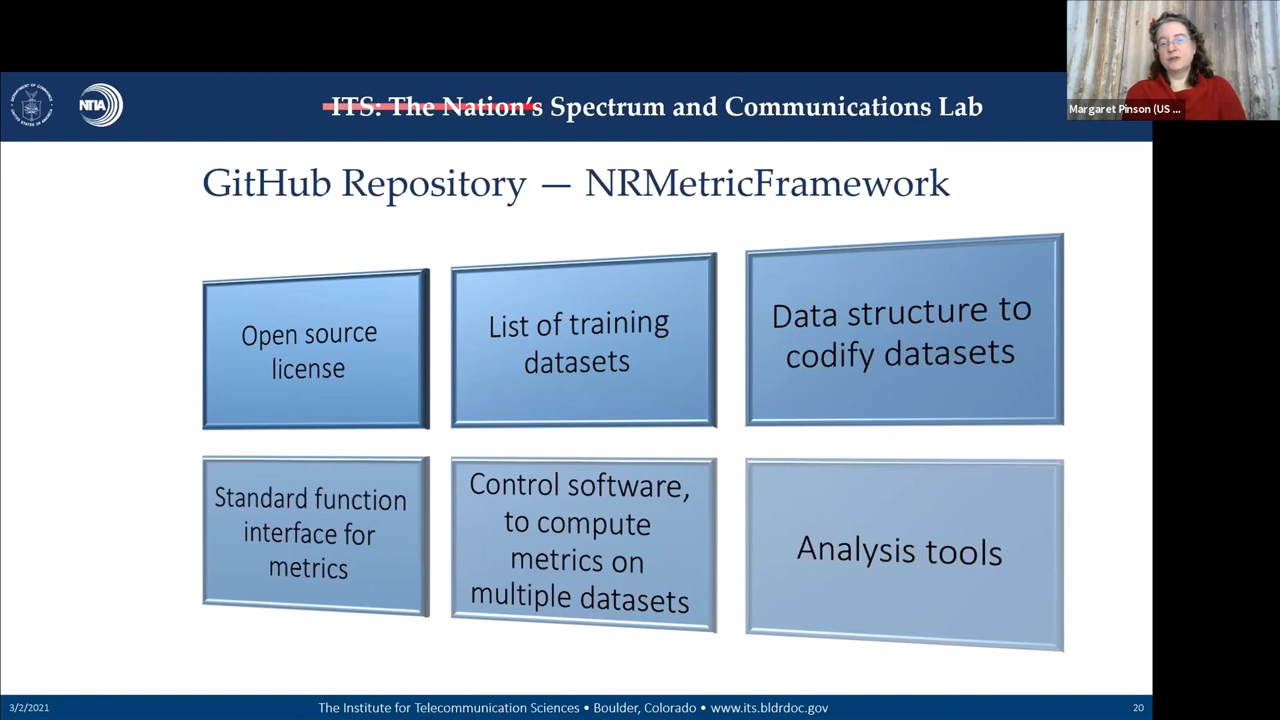 Margaret Pinson (US ...
NTIA
ITS: The Nation's Spectrum and Communications Lab
GitHub Repository — NRMetricFramework
Open source
license
List of training
datasets
Data structure to
codify datasets
Standard function
interface for
metrics
Control software,
to compute
metrics on
multiple datasets
Analysis tools
3/2/2021
The Institute for Telecommunication Sciences • Boulder, Colorado • www.its.bldrdoc.gov
20